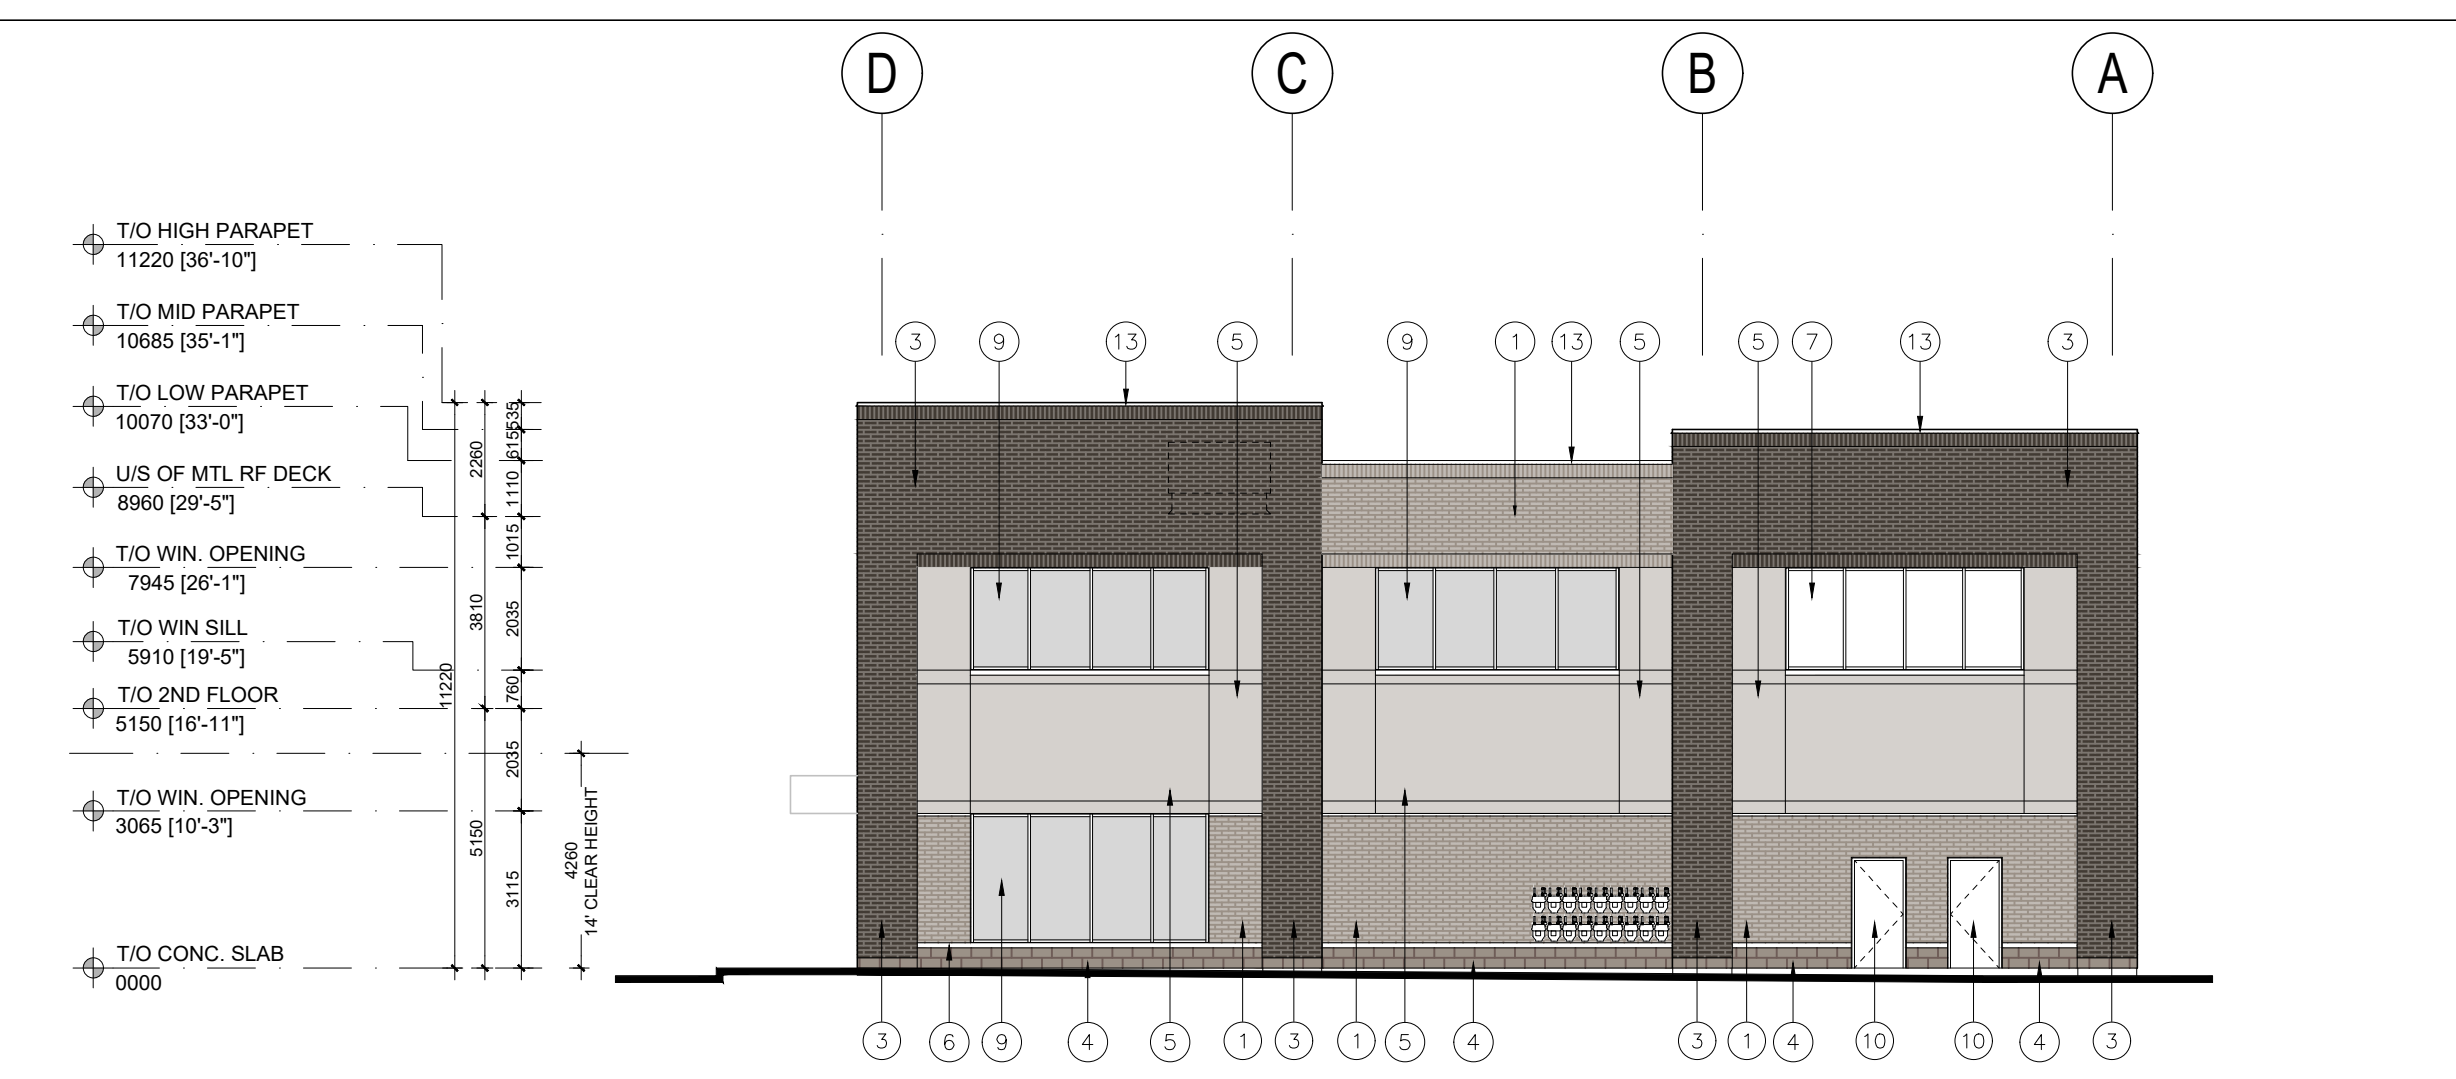 D C B A
T/O HIGH PARAPET
11220 [36'-10"]
T/O MID PARAPET
10685 [35'-1"]
T/O LOW PARAPET
10070 [33'-0"]
U/S OF MTL RF DECK
8960 [29'-5"]
T/O WIN. OPENING
7945 [26'-1"]
T/O WIN SILL
5910 [19'-5"]
T/O 2ND FLOOR
5150 [16'-11"]
T/O WIN. OPENING
3065 [10'-3"]
T/O CONC. SLAB
0000
11220
2260
3810
5150
535
615
1110
1015
2035
760
2035
3115
4260
14' CLEAR HEIGHT
3 9 13 5 9 1 13 5 5 7 13 3
3 6 9 4 5 1 3 1 5 4 3 1 4 10 10 4 3